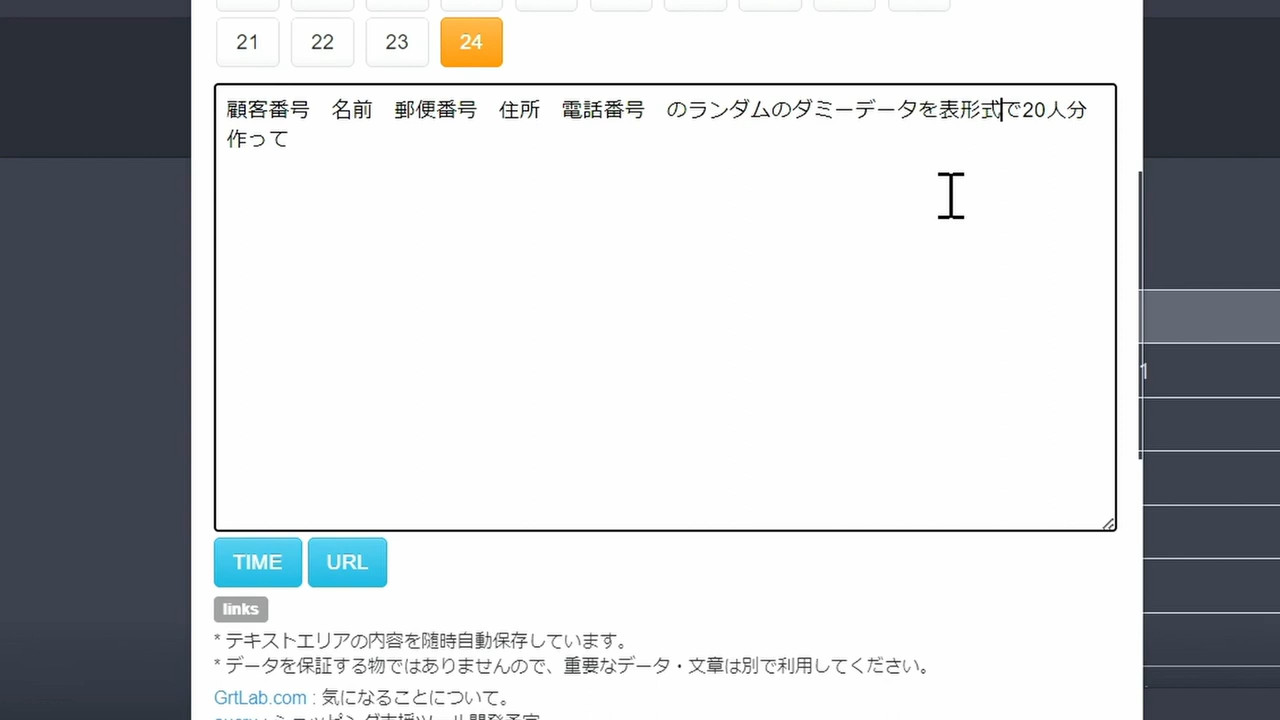 21 22 23 24
顧客番号　名前　郵便番号　住所　電話番号　のランダムのダミーデータを表形式で20人分
作って
1
TIME URL
links
* テキストエリアの内容を随時自動保存しています。
* データを保証する物ではありませんので、重要なデータ・文章は別で利用してください。
GrtLab.com : 気になることについて。